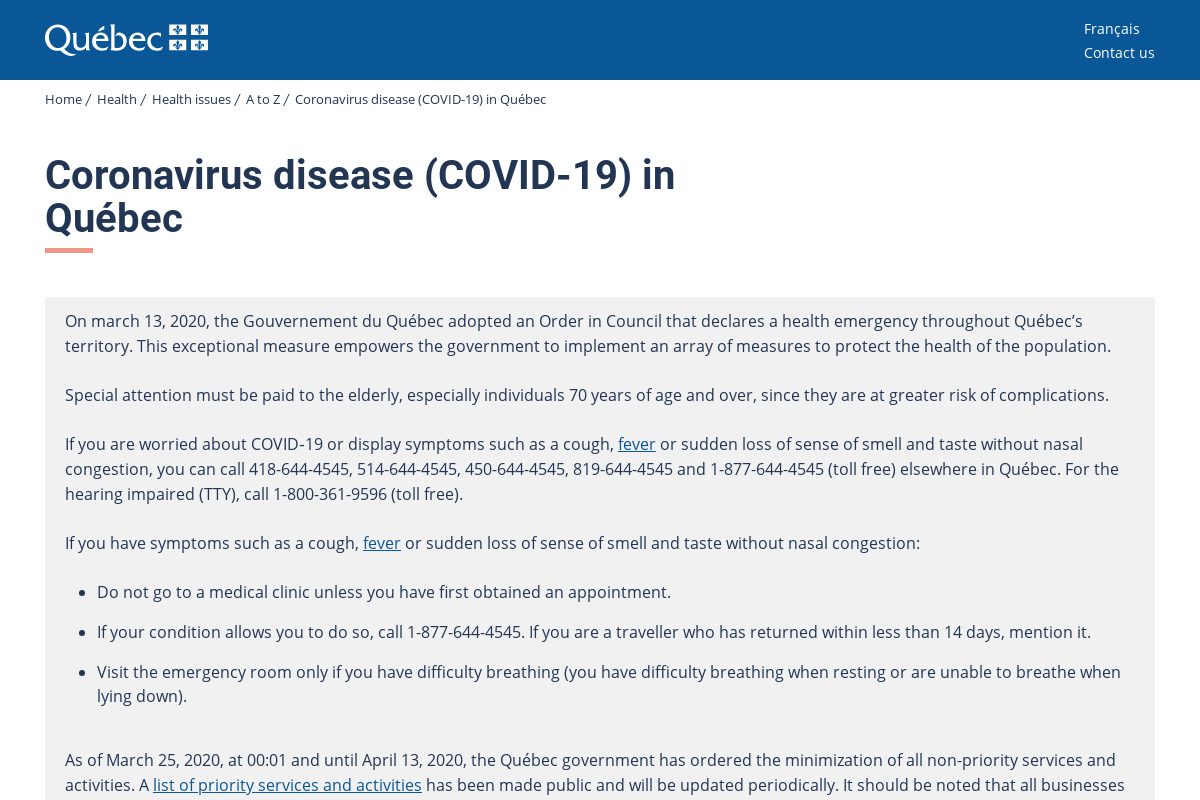 Québec
Français
Contact us
Home / Health / Health issues / A to Z / Coronavirus disease (COVID-19) in Québec
Coronavirus disease (COVID-19) in
Québec
On march 13, 2020, the Gouvernement du Québec adopted an Order in Council that declares a health emergency throughout Québec’s
territory. This exceptional measure empowers the government to implement an array of measures to protect the health of the population.
Special attention must be paid to the elderly, especially individuals 70 years of age and over, since they are at greater risk of complications.
If you are worried about COVID-19 or display symptoms such as a cough, fever or sudden loss of sense of smell and taste without nasal
congestion, you can call 418-644-4545, 514-644-4545, 450-644-4545, 819-644-4545 and 1-877-644-4545 (toll free) elsewhere in Québec. For the
hearing impaired (TTY), call 1-800-361-9596 (toll free).
If you have symptoms such as a cough, fever or sudden loss of sense of smell and taste without nasal congestion:
• Do not go to a medical clinic unless you have first obtained an appointment.
• If your condition allows you to do so, call 1-877-644-4545. If you are a traveller who has returned within less than 14 days, mention it.
• Visit the emergency room only if you have difficulty breathing (you have difficulty breathing when resting or are unable to breathe when
lying down).
As of March 25, 2020, at 00:01 and until April 13, 2020, the Québec government has ordered the minimization of all non-priority services and
activities. A list of priority services and activities has been made public and will be updated periodically. It should be noted that all businesses